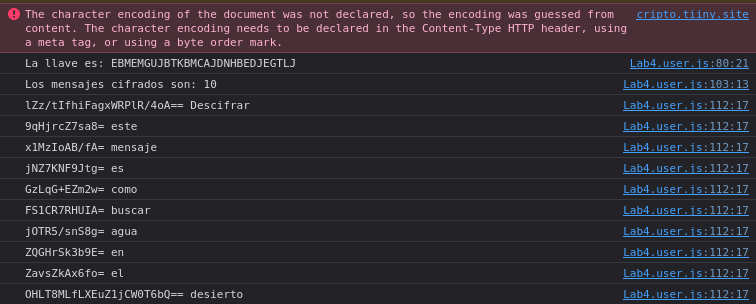 The character encoding of the document was not declared, so the encoding was guessed from cripto.tiiny.site
content. The character encoding needs to be declared in the Content-Type HTTP header, using
a meta tag, or using a byte order mark.
La llave es: EBMEMGUJBTKBMCAJDNHBEDJEGTLJ Lab4.user.js:80:21
Los mensajes cifrados son: 10 Lab4.user.js:103:13
lZz/tIfhiFagxWRPlR/4oA== Descifrar Lab4.user.js:112:17
9qHjrcZ7sa8= este Lab4.user.js:112:17
x1MzIoAB/fA= mensaje Lab4.user.js:112:17
jNZ7KNF9Jtg= es Lab4.user.js:112:17
GzLqG+EZm2w= como Lab4.user.js:112:17
FS1CR7RHUIA= buscar Lab4.user.js:112:17
jOTR5/snS8g= agua Lab4.user.js:112:17
ZQGHrSk3b9E= en Lab4.user.js:112:17
ZavsZkAx6fo= el Lab4.user.js:112:17
OHLT8MLfLXEuZ1jCW0T6bQ== desierto Lab4.user.js:112:17